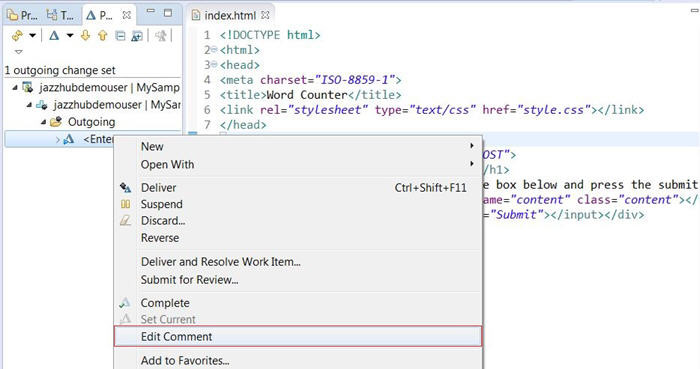 Pr...
T...
P...
index.html
1 outgoing change set
jazzhubdemouser | MySamp
jazzhubdemouser | MySam
Outgoing
<Enter
1 <!DOCTYPE html>
2 <html>
3 <head>
4 <meta charset="ISO-8859-1">
5 <title>Word Counter</title>
6 <link rel="stylesheet" type="text/css" href="style.css"></link>
7 </head>
OST">
</h1>
e box below and press the submit
ame="content" class="content"></
="Submit"></input></div>
New
Open With
Deliver Ctrl+Shift+F11
Suspend
Discard...
Reverse
Deliver and Resolve Work Item...
Submit for Review...
Complete
Set Current
Edit Comment
Add to Favorites...